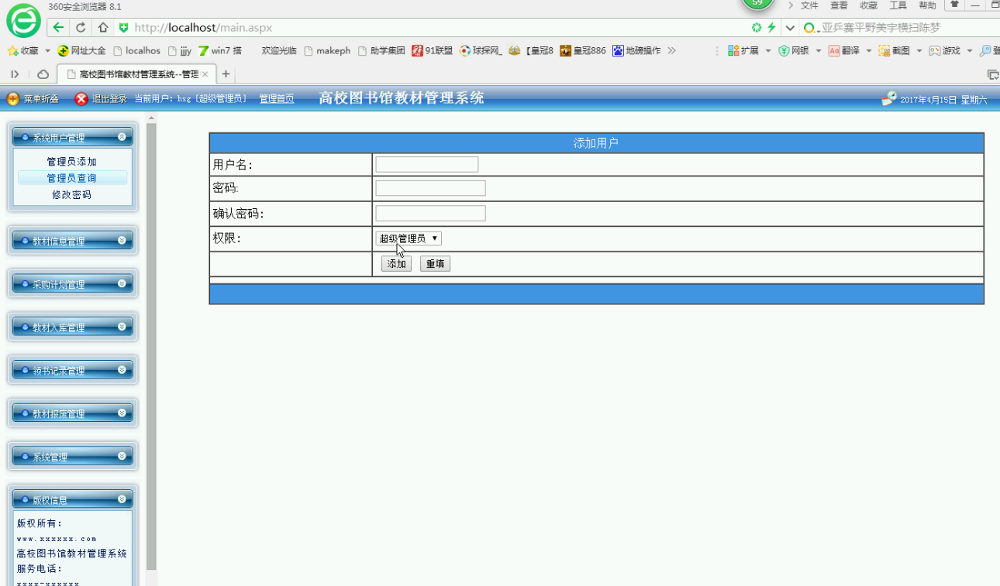 360安全浏览器 8.1
59
文件 查看 收藏 工具 帮助
http://localhost/main.aspx
亚乒赛平野美宇横扫陈梦
收藏 网址大全 localhos iijjy win7 搭 欢迎光临 makeph 助学集团 91联盟 球探网_ 【皇冠8 皇冠886 地磅操作 扩展 网银 翻译 截图 游戏 登
高校图书馆教材管理系统--管理
菜单折叠 退出登录 当前用户: hsg [超级管理员] 管理首页 高校图书馆教材管理系统 2017年4月15日 星期六
系统用户管理
管理员添加
管理员查询
修改密码
教材信息管理
采购计划管理
教材入库管理
领书记录管理
教材报废管理
系统管理
版权信息
版权所有:
www.xxxxxx.com
高校图书馆教材管理系统
服务电话:
xxxx-xxxxxx
添加用户
用户名:
密码:
确认密码:
权限: 超级管理员
添加 重填